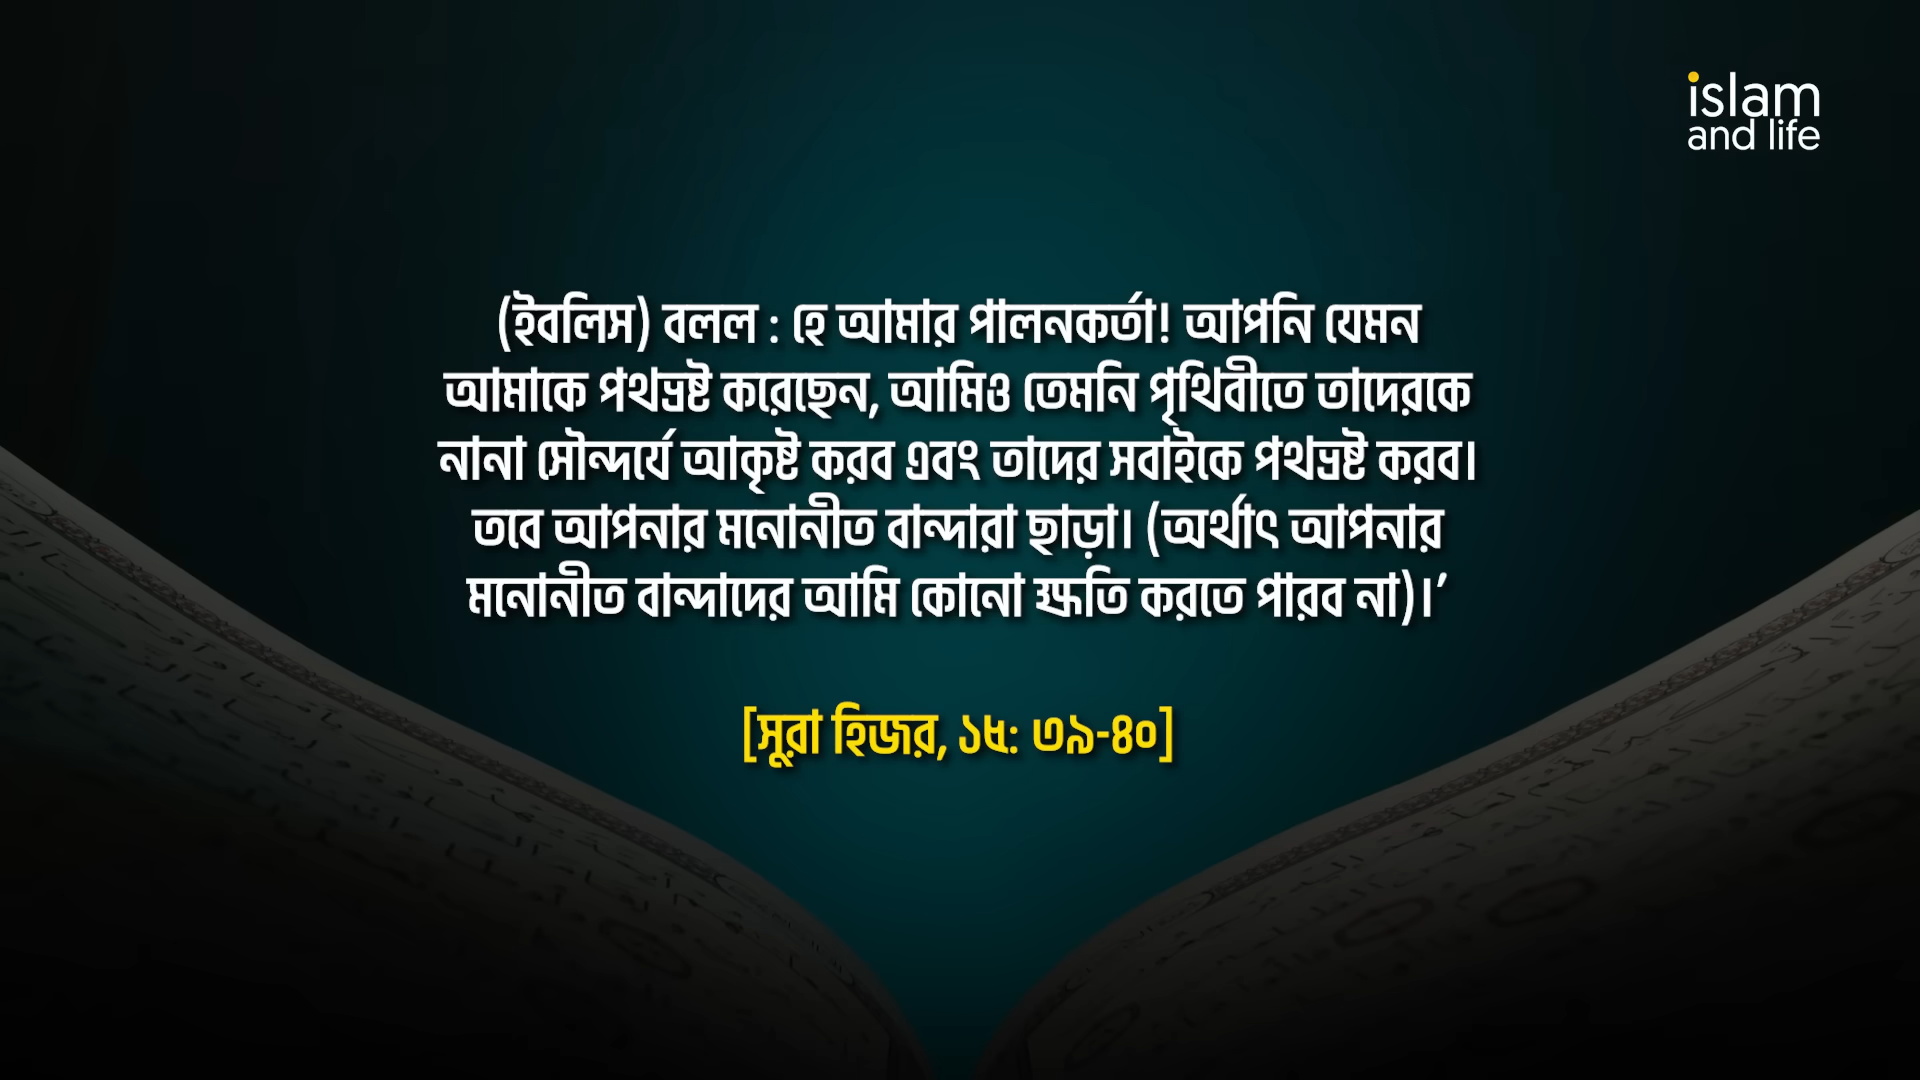 islam
and life
(ইবলিস) বলল : হে আমার পালনকর্তা! আপনি যেমন
আমাকে পথভ্রষ্ট করেছেন, আমিও তেমনি পৃথিবীতে তাদেরকে
নানা সৌন্দর্যে আকৃষ্ট করব এবং তাদের সবাইকে পথভ্রষ্ট করব।
তবে আপনার মনোনীত বান্দারা ছাড়া। (অর্থাৎ আপনার
মনোনীত বান্দাদের আমি কোনো ক্ষতি করতে পারব না)।’
[সুরা হিজর, ১৫: ৩৯-৪০]